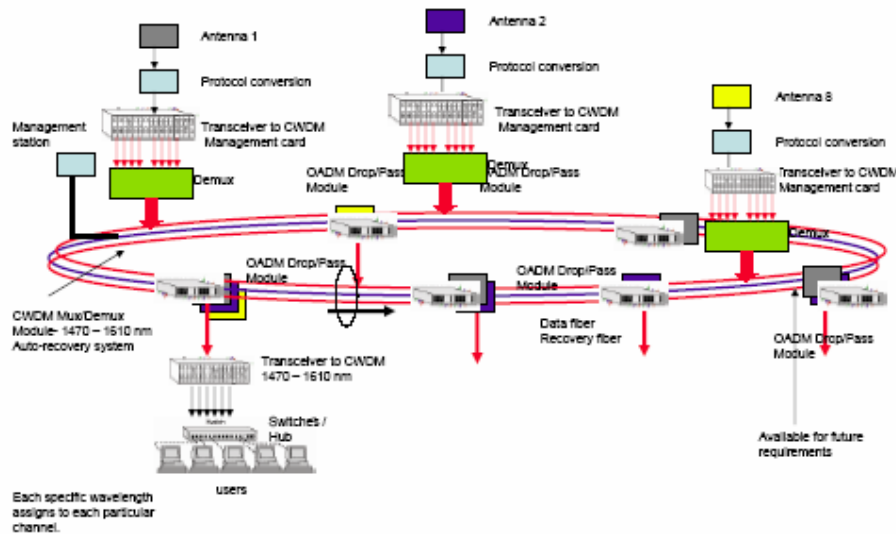 Antenna 1
Protocol conversion
Transceiver to CWDM
Management card
Management
station
Demux
Antenna 2
Protocol conversion
Transceiver to CWDM
Management card
Demux
OADM Drop/Pass
Module
OADM Drop/Pass
Module
Antenna 8
Protocol conversion
Transceiver to CWDM
Management card
Demux
OADM Drop/Pass
Module
OADM Drop/Pass
Module
CWDM Mux/Demux
Module- 1470 – 1610 nm
Auto-recovery system
Data fiber
Recovery fiber
OADM Drop/Pass
Module
Transceiver to CWDM
1470 – 1610 nm
Switches /
Hub
users
Available for future
requirements
Each specific wavelength
assigns to each particular
channel.